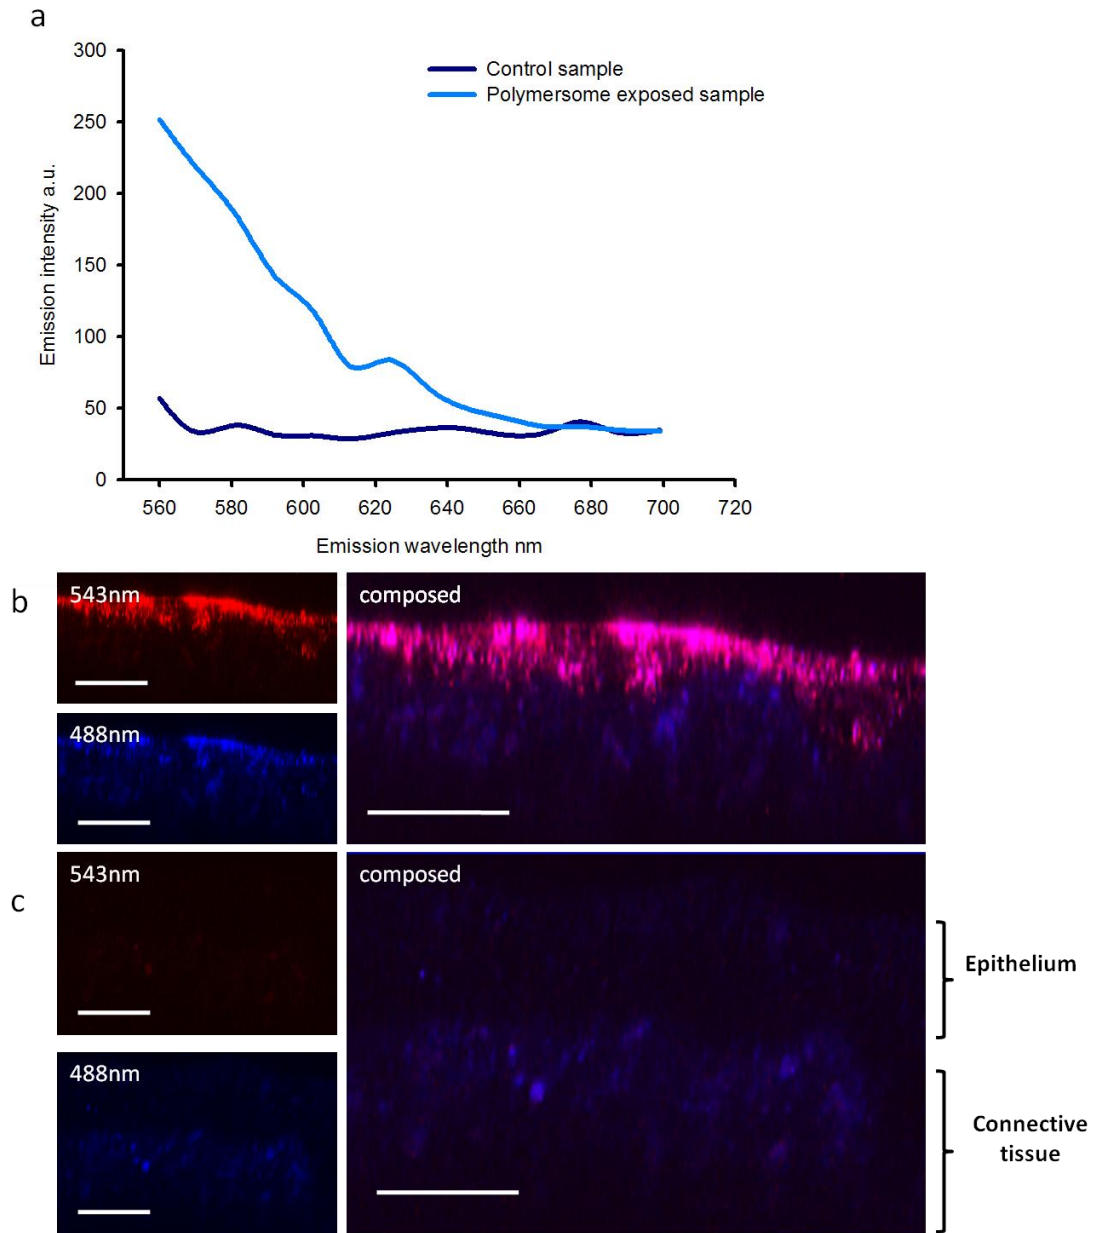 a
300
250
200
150
100
50
0
Emission intensity a.u.
Control sample
Polymersome exposed sample
560 580 600 620 640 660 680 700 720
Emission wavelength nm
b
543nm
488nm
composed
c
543nm
488nm
composed
Epithelium
Connective
tissue